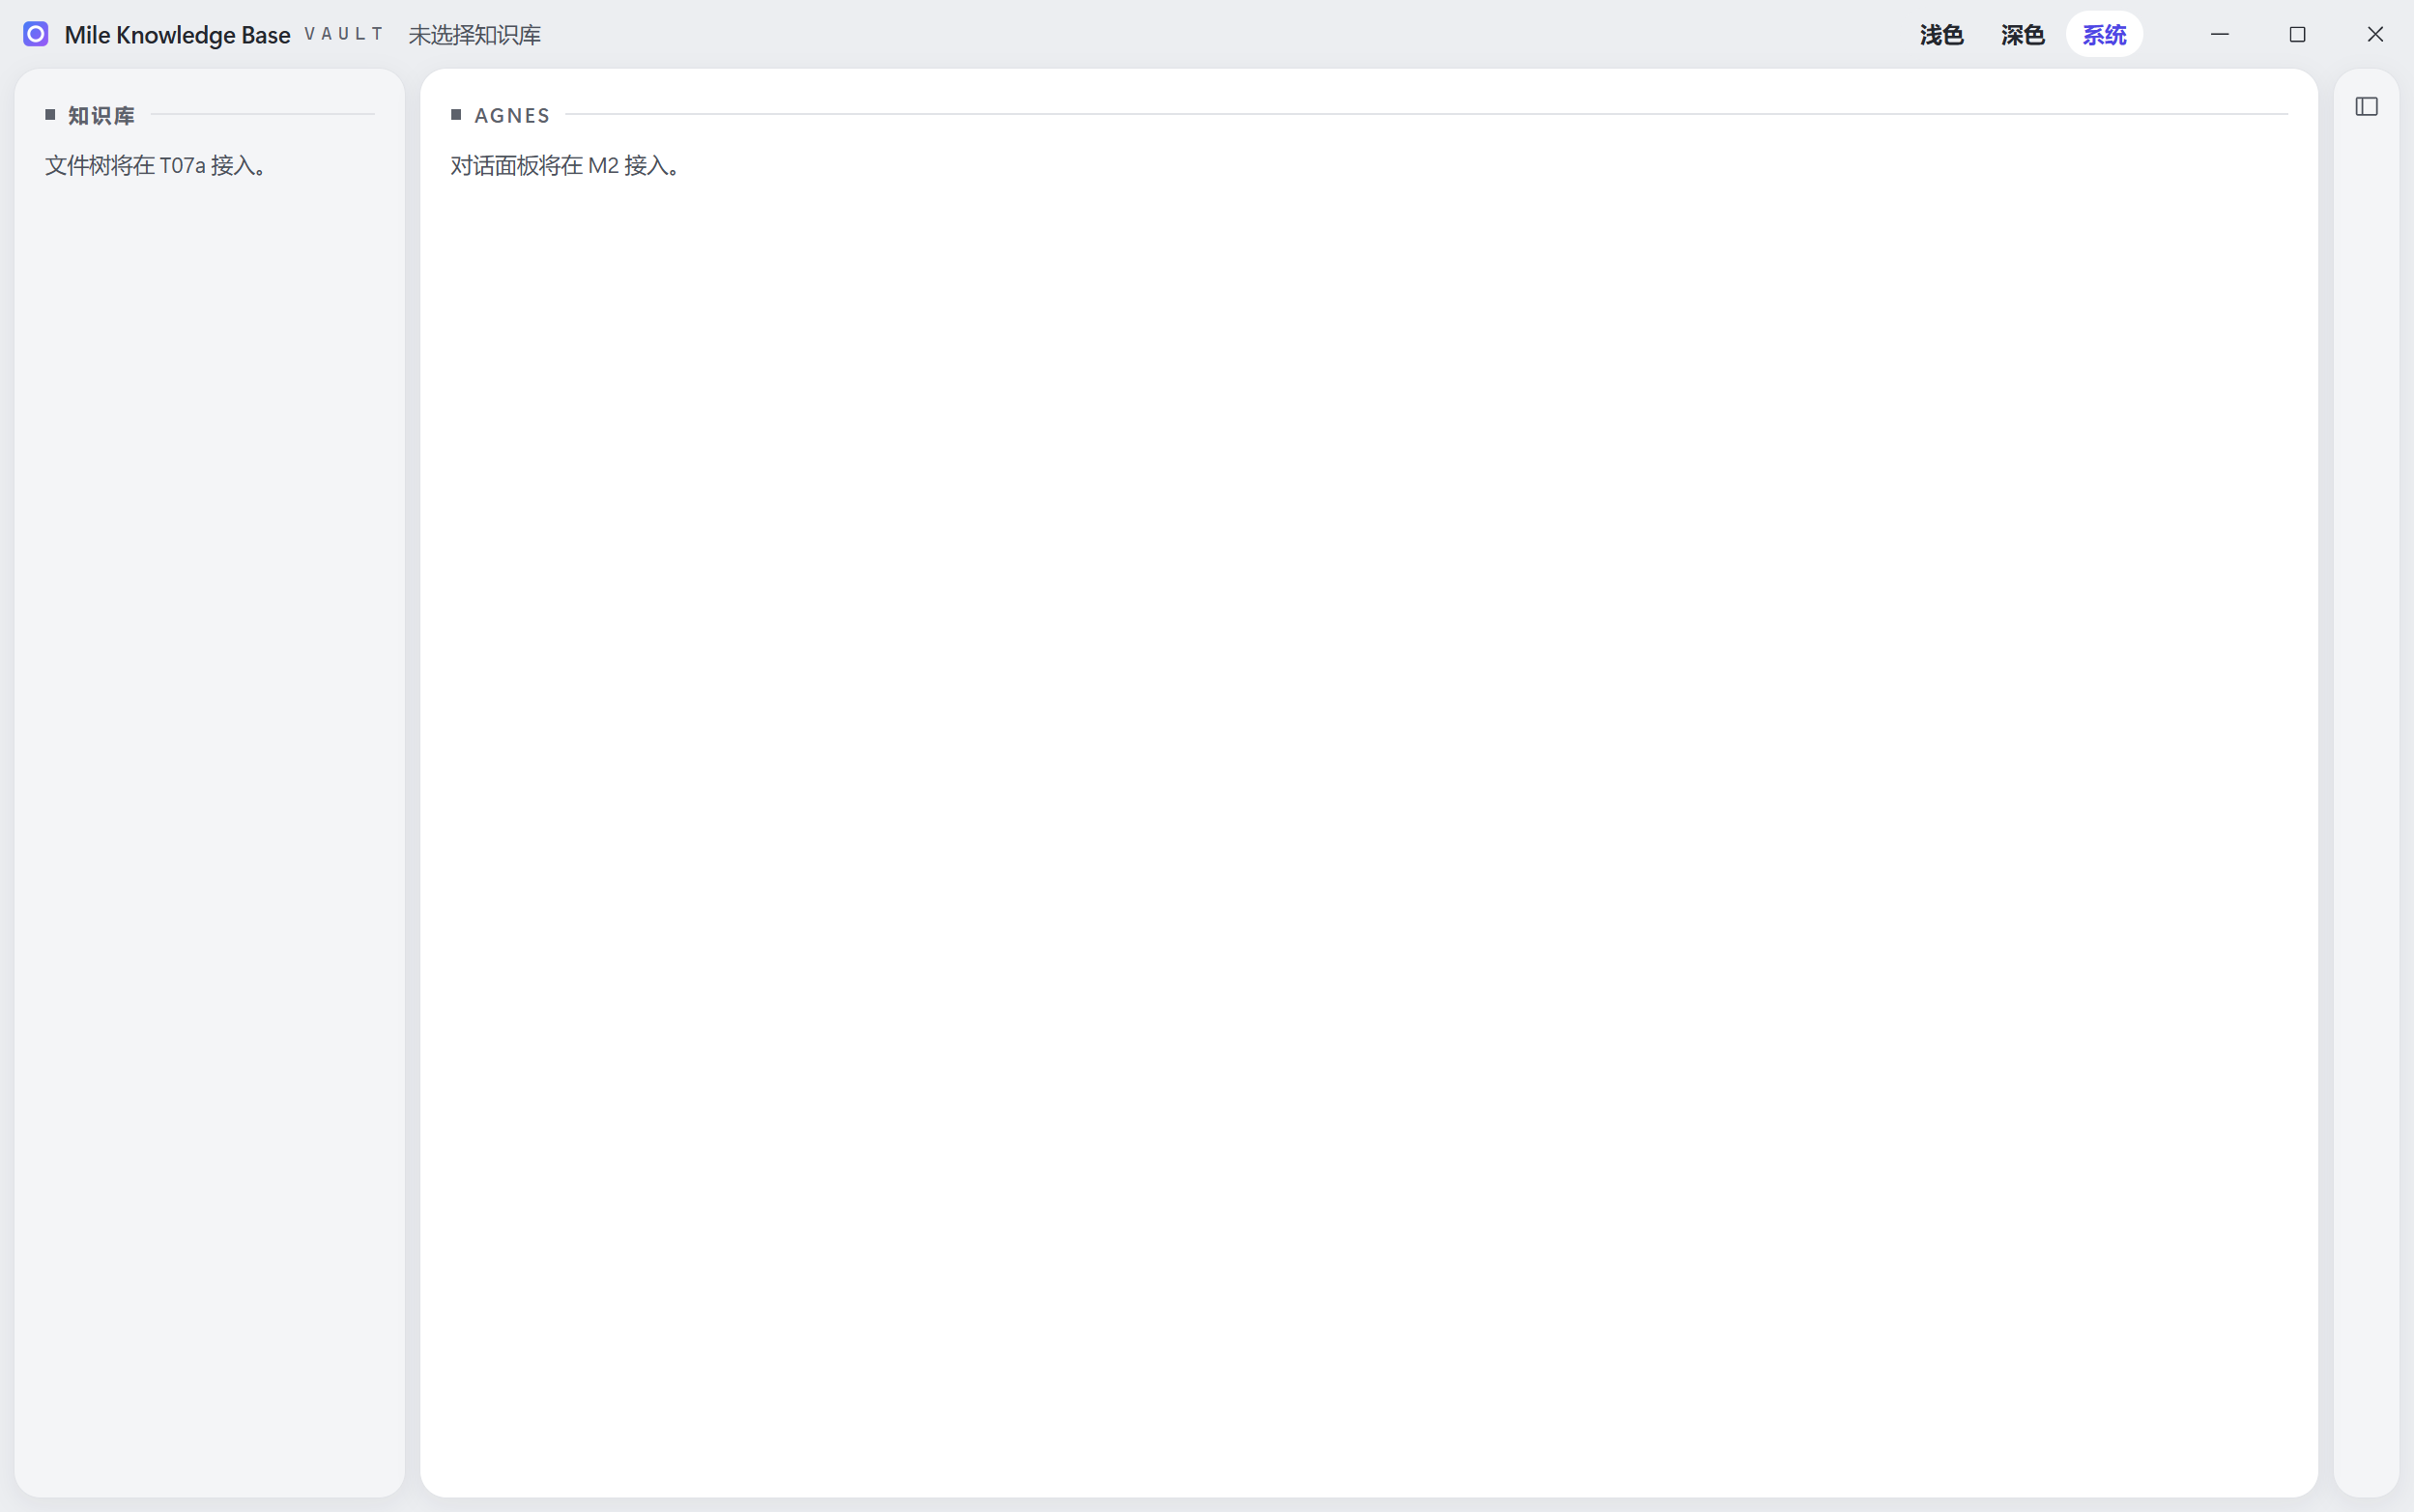 Mile Knowledge Base VAULT 未选择知识库 浅色 深色 系统
知识库
文件树将在 T07a 接入。
AGNES
对话面板将在 M2 接入。